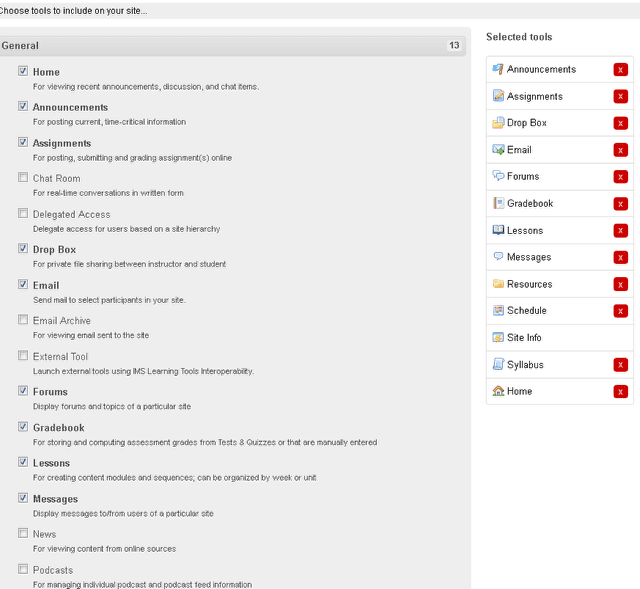 Choose tools to include on your site...
General
13
Home
For viewing recent announcements, discussion, and chat items.
Announcements
For posting current, time-critical information
Assignments
For posting, submitting and grading assignment(s) online
Chat Room
For real-time conversations in written form
Delegated Access
Delegate access for users based on a site hierarchy
Drop Box
For private file sharing between instructor and student
Email
Send mail to select participants in your site.
Email Archive
For viewing email sent to the site
External Tool
Launch external tools using IMS Learning Tools Interoperability.
Forums
Display forums and topics of a particular site
Gradebook
For storing and computing assessment grades from Tests & Quizzes or that are manually entered
Lessons
For creating content modules and sequences; can be organized by week or unit
Messages
Display messages to/from users of a particular site
News
For viewing content from online sources
Podcasts
For managing individual podcast and podcast feed information
Selected tools
Announcements x
Assignments x
Drop Box x
Email x
Forums x
Gradebook x
Lessons x
Messages x
Resources x
Schedule x
Site Info
Syllabus x
Home x